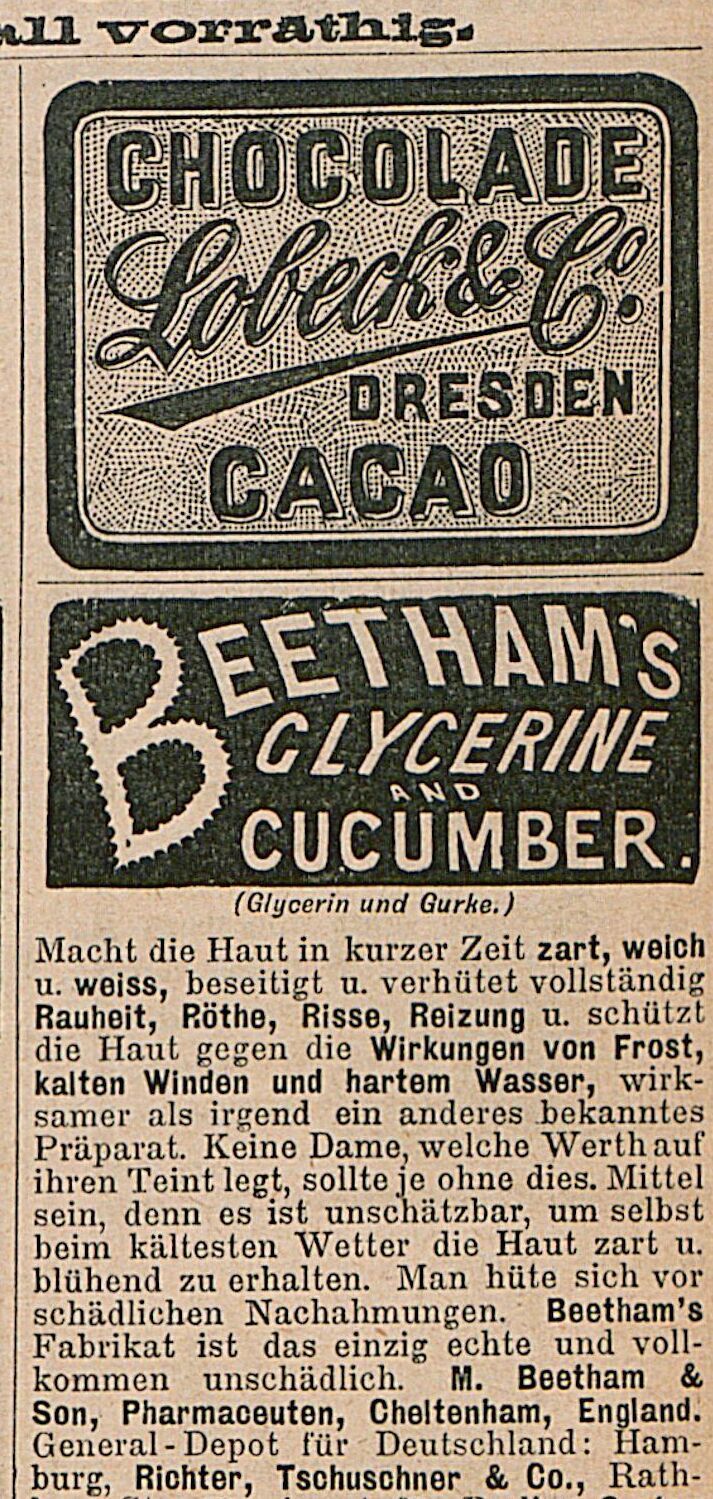 all vorräthig.
CHOCOLADE
Lobeck & Co.
DRESDEN
CACAO
BEETHAM'S
GLYCERINE
AND
CUCUMBER.
(Glycerin und Gurke.)
Macht die Haut in kurzer Zeit zart, weich
u. weiss, beseitigt u. verhütet vollständig
Rauheit, Röthe, Risse, Reizung u. schützt
die Haut gegen die Wirkungen von Frost,
kalten Winden und hartem Wasser, wirk-
samer als irgend ein anderes bekanntes
Präparat. Keine Dame, welche Werth auf
ihren Teint legt, sollte je ohne dies. Mittel
sein, denn es ist unschätzbar, um selbst
beim kältesten Wetter die Haut zart u.
blühend zu erhalten. Man hüte sich vor
schädlichen Nachahmungen. Beetham's
Fabrikat ist das einzig echte und voll-
kommen unschädlich. M. Beetham &
Son, Pharmaceuten, Cheltenham, England.
General-Depot für Deutschland: Ham-
burg, Richter, Tschuschner & Co., Rath-